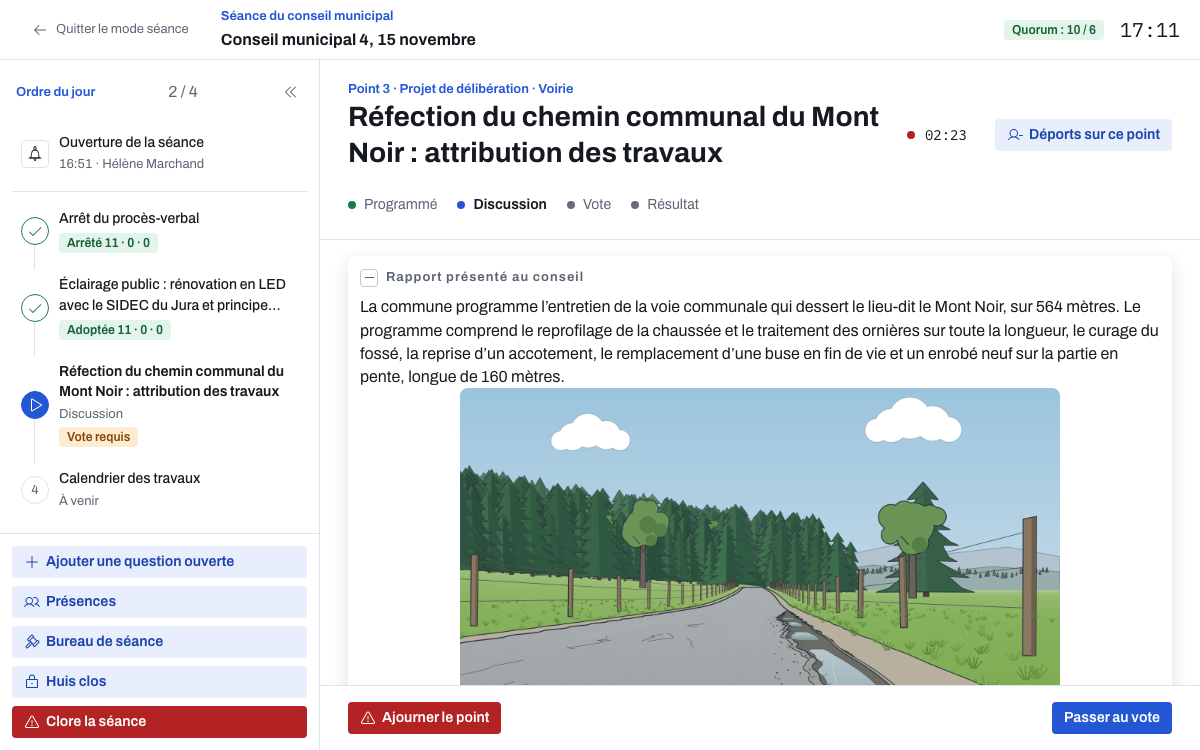 Quitter le mode séance
Séance du conseil municipal
Conseil municipal 4, 15 novembre
Quorum : 10 / 6
17:11
Ordre du jour
2 / 4
Ouverture de la séance
16:51 · Hélène Marchand
Arrêt du procès-verbal
Arrêté 11 · 0 · 0
Éclairage public : rénovation en LED
avec le SIDEC du Jura et principe…
Adoptée 11 · 0 · 0
Réfection du chemin communal du
Mont Noir : attribution des travaux
Discussion
Vote requis
4
Calendrier des travaux
À venir
Ajouter une question ouverte
Présences
Bureau de séance
Huis clos
Clore la séance
Point 3 · Projet de délibération · Voirie
Réfection du chemin communal du Mont
Noir : attribution des travaux
02:23
Déports sur ce point
Programmé
Discussion
Vote
Résultat
Rapport présenté au conseil
La commune programme l’entretien de la voie communale qui dessert le lieu-dit le Mont Noir, sur 564 mètres. Le
programme comprend le reprofilage de la chaussée et le traitement des ornières sur toute la longueur, le curage du
fossé, la reprise d’un accotement, le remplacement d’une buse en fin de vie et un enrobé neuf sur la partie en
pente, longue de 160 mètres.
Ajourner le point
Passer au vote